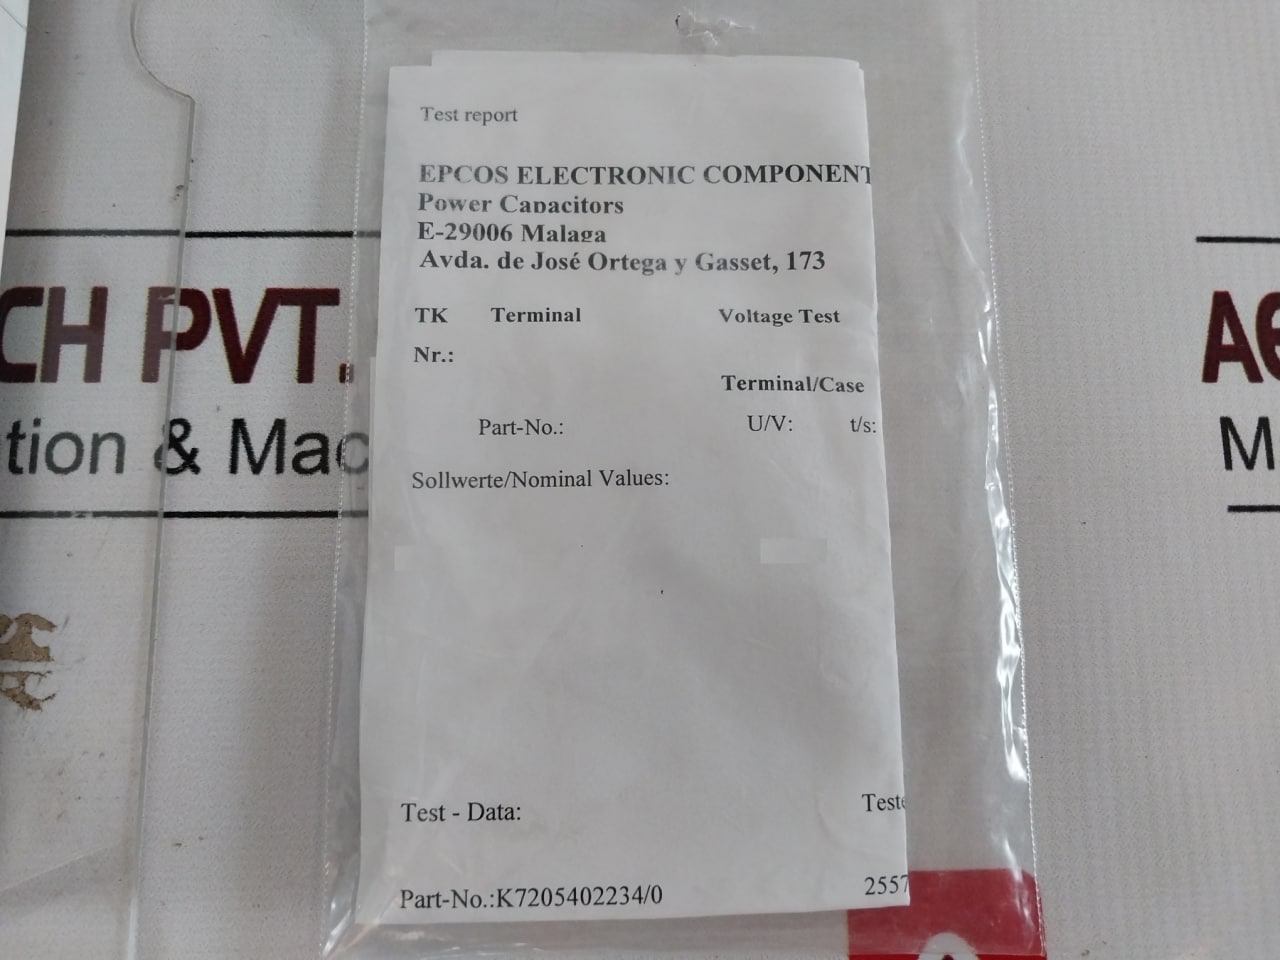 Test report
EPCOS ELECTRONIC COMPONENT
Power Capacitors
E-29006 Malaga
Avda. de José Ortega y Gasset, 173
TK Terminal Voltage Test
Nr.:
Terminal/Case
Part-No.: U/V: t/s:
Sollwerte/Nominal Values:
Test - Data: Teste
Part-No.:K7205402234/0 2557
CH PVT.
tion & Mac
A
M